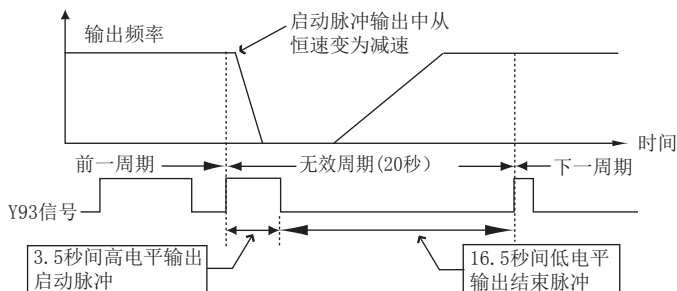 输出频率
启动脉冲输出中从
恒速变为减速
时间
前一周期
无效周期(20秒）
下一周期
Y93信号
3.5秒间高电平输出
启动脉冲
16.5秒间低电平
输出结束脉冲